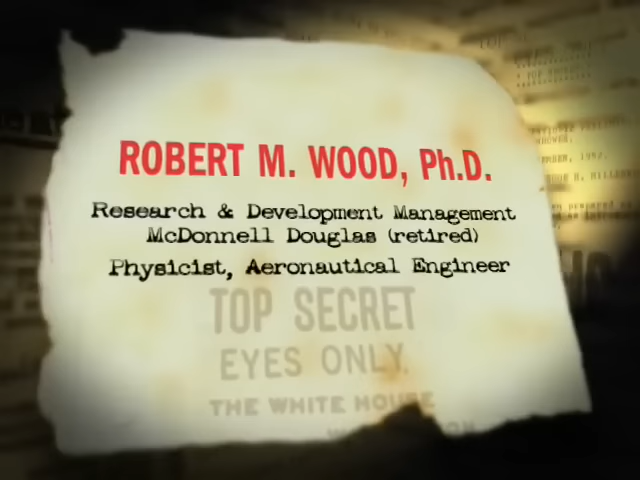 ROBERT M. WOOD, Ph.D.
Research & Development Management
McDonnell Douglas (retired)
Physicist, Aeronautical Engineer
TOP SECRET
EYES ONLY.
THE WHITE HOUSE